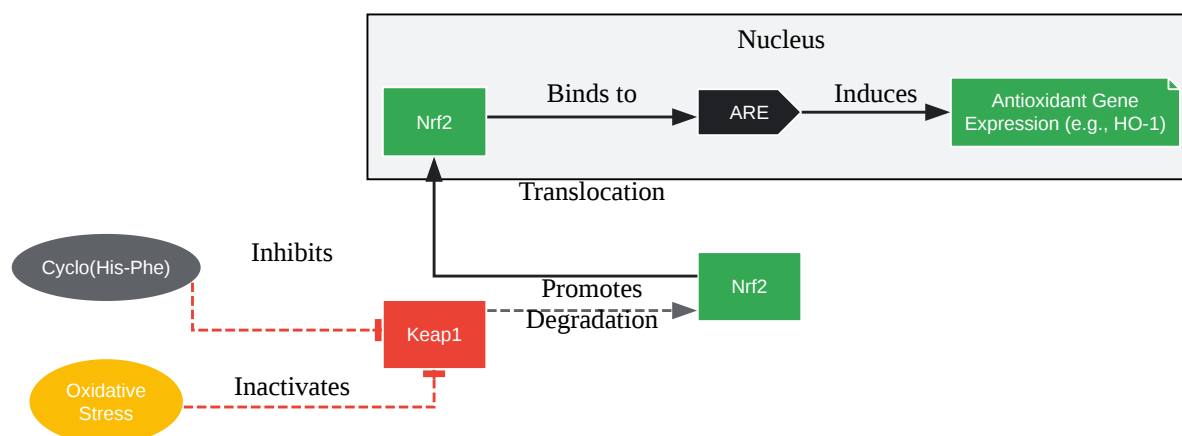 Nucleus
Nrf2
Binds to
ARE
Induces
Antioxidant Gene
Expression (e.g., HO-1)
Translocation
Cyclo(His-Phe)
Inhibits
Nrf2
Promotes
Degradation
Keap1
Oxidative
Stress
Inactivates